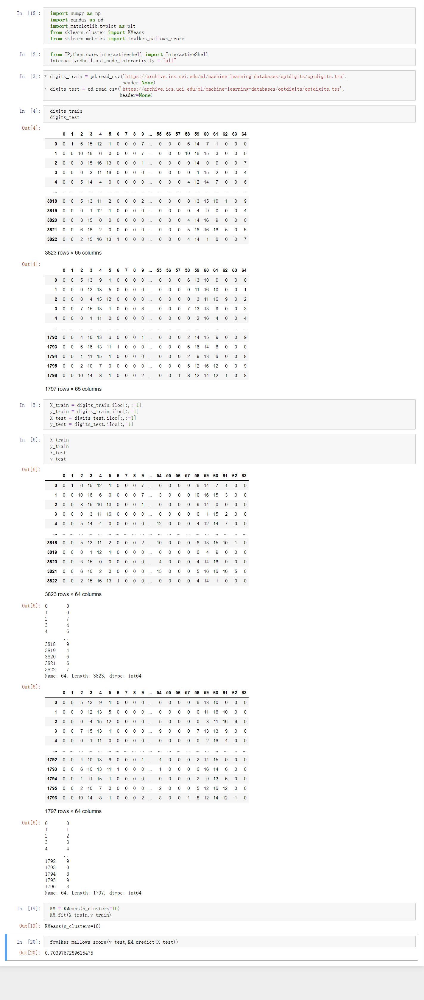 In [18]:
import numpy as np
import pandas as pd
import matplotlib.pyplot as plt
from sklearn.cluster import KMeans
from sklearn.metrics import fowlkes_mallows_score
In [2]:
from IPython.core.interactiveshell import InteractiveShell
InteractiveShell.ast_node_interactivity = "all"
In [3]:
digits_train = pd.read_csv('https://archive.ics.uci.edu/ml/machine-learning-databases/optdigits/optdigits.tra',
header=None)
digits_test = pd.read_csv('https://archive.ics.uci.edu/ml/machine-learning-databases/optdigits/optdigits.tes',
header=None)
In [4]:
digits_train
digits_test
Out[4]:
0 1 2 3 4 5 6 7 8 9 ... 55 56 57 58 59 60 61 62 63 64
0 0 1 6 15 12 1 0 0 0 7 ... 0 0 0 6 14 7 1 0 0 0
1 0 0 10 16 6 0 0 0 0 7 ... 0 0 0 10 16 15 3 0 0 0
2 0 0 8 15 16 13 0 0 0 1 ... 0 0 0 9 14 0 0 0 0 7
3 0 0 0 3 11 16 0 0 0 0 ... 0 0 0 0 1 15 2 0 0 4
4 0 0 5 14 4 0 0 0 0 0 ... 0 0 0 4 12 14 7 0 0 6
... ... ... ... ... ... ... ... ... ... ... ... ... ... ... ... ... ... ... ... ... ...
3818 0 0 5 13 11 2 0 0 0 2 ... 0 0 0 8 13 15 10 1 0 9
3819 0 0 0 1 12 1 0 0 0 0 ... 0 0 0 0 4 9 0 0 0 4
3820 0 0 3 15 0 0 0 0 0 0 ... 0 0 0 4 14 16 9 0 0 6
3821 0 0 6 16 2 0 0 0 0 0 ... 0 0 0 5 16 16 16 5 0 6
3822 0 0 2 15 16 13 1 0 0 0 ... 0 0 0 4 14 1 0 0 0 7
3823 rows × 65 columns
Out[4]:
0 1 2 3 4 5 6 7 8 9 ... 55 56 57 58 59 60 61 62 63 64
0 0 0 5 13 9 1 0 0 0 0 ... 0 0 0 6 13 10 0 0 0 0
1 0 0 0 12 13 5 0 0 0 0 ... 0 0 0 0 11 16 10 0 0 1
2 0 0 0 4 15 12 0 0 0 0 ... 0 0 0 0 3 11 16 9 0 2
3 0 0 7 15 13 1 0 0 0 8 ... 0 0 0 7 13 13 9 0 0 3
4 0 0 0 1 11 0 0 0 0 0 ... 0 0 0 0 2 16 4 0 0 4
... ... ... ... ... ... ... ... ... ... ... ... ... ... ... ... ... ... ... ... ... ...
1792 0 0 4 10 13 6 0 0 0 1 ... 0 0 0 2 14 15 9 0 0 9
1793 0 0 6 16 13 11 1 0 0 0 ... 0 0 0 6 16 14 6 0 0 0
1794 0 0 1 11 15 1 0 0 0 0 ... 0 0 0 2 9 13 6 0 0 8
1795 0 0 2 10 7 0 0 0 0 0 ... 0 0 0 5 12 16 12 0 0 9
1796 0 0 10 14 8 1 0 0 0 2 ... 0 0 1 8 12 14 12 1 0 8
1797 rows × 65 columns
In [5]:
X_train = digits_train.iloc[:,:-1]
y_train = digits_train.iloc[:,-1]
X_test = digits_test.iloc[:,:-1]
y_test = digits_test.iloc[:,-1]
In [6]:
X_train
y_train
X_test
y_test
Out[6]:
0 1 2 3 4 5 6 7 8 9 ... 54 55 56 57 58 59 60 61 62 63
0 0 1 6 15 12 1 0 0 0 7 ... 0 0 0 0 6 14 7 1 0 0
1 0 0 10 16 6 0 0 0 0 7 ... 3 0 0 0 10 16 15 3 0 0
2 0 0 8 15 16 13 0 0 0 1 ... 0 0 0 0 9 14 0 0 0 0
3 0 0 0 3 11 16 0 0 0 0 ... 0 0 0 0 0 1 15 2 0 0
4 0 0 5 14 4 0 0 0 0 0 ... 12 0 0 0 4 12 14 7 0 0
... ... ... ... ... ... ... ... ... ... ... ... ... ... ... ... ... ... ... ... ... ...
3818 0 0 5 13 11 2 0 0 0 2 ... 10 0 0 0 8 13 15 10 1 0
3819 0 0 0 1 12 1 0 0 0 0 ... 0 0 0 0 0 4 9 0 0 0
3820 0 0 3 15 0 0 0 0 0 0 ... 4 0 0 0 4 14 16 9 0 0
3821 0 0 6 16 2 0 0 0 0 0 ... 15 0 0 0 5 16 16 16 5 0
3822 0 0 2 15 16 13 1 0 0 0 ... 0 0 0 0 4 14 1 0 0 0
3823 rows × 64 columns
Out[6]:
0 0
1 0
2 7
3 4
4 6
..
3818 9
3819 4
3820 6
3821 6
3822 7
Name: 64, Length: 3823, dtype: int64
Out[6]:
0 1 2 3 4 5 6 7 8 9 ... 54 55 56 57 58 59 60 61 62 63
0 0 0 5 13 9 1 0 0 0 0 ... 0 0 0 0 6 13 10 0 0 0
1 0 0 0 12 13 5 0 0 0 0 ... 0 0 0 0 0 11 16 10 0 0
2 0 0 0 4 15 12 0 0 0 0 ... 5 0 0 0 0 3 11 16 9 0
3 0 0 7 15 13 1 0 0 0 8 ... 9 0 0 0 7 13 13 9 0 0
4 0 0 0 1 11 0 0 0 0 0 ... 0 0 0 0 0 2 16 4 0 0
... ... ... ... ... ... ... ... ... ... ... ... ... ... ... ... ... ... ... ... ... ...
1792 0 0 4 10 13 6 0 0 0 1 ... 4 0 0 0 2 14 15 9 0 0
1793 0 0 6 16 13 11 1 0 0 0 ... 1 0 0 0 6 16 14 6 0 0
1794 0 0 1 11 15 1 0 0 0 0 ... 0 0 0 0 2 9 13 6 0 0
1795 0 0 2 10 7 0 0 0 0 0 ... 2 0 0 0 5 12 16 12 0 0
1796 0 0 10 14 8 1 0 0 0 2 ... 8 0 0 1 8 12 14 12 1 0
1797 rows × 64 columns
Out[6]:
0 0
1 1
2 2
3 3
4 4
..
1792 9
1793 0
1794 8
1795 9
1796 8
Name: 64, Length: 1797, dtype: int64
In [19]:
KM = KMeans(n_clusters=10)
KM.fit(X_train,y_train)
Out[19]: KMeans(n_clusters=10)
In [20]:
fowlkes_mallows_score(y_test,KM.predict(X_test))
Out[20]: 0.7039757289615475